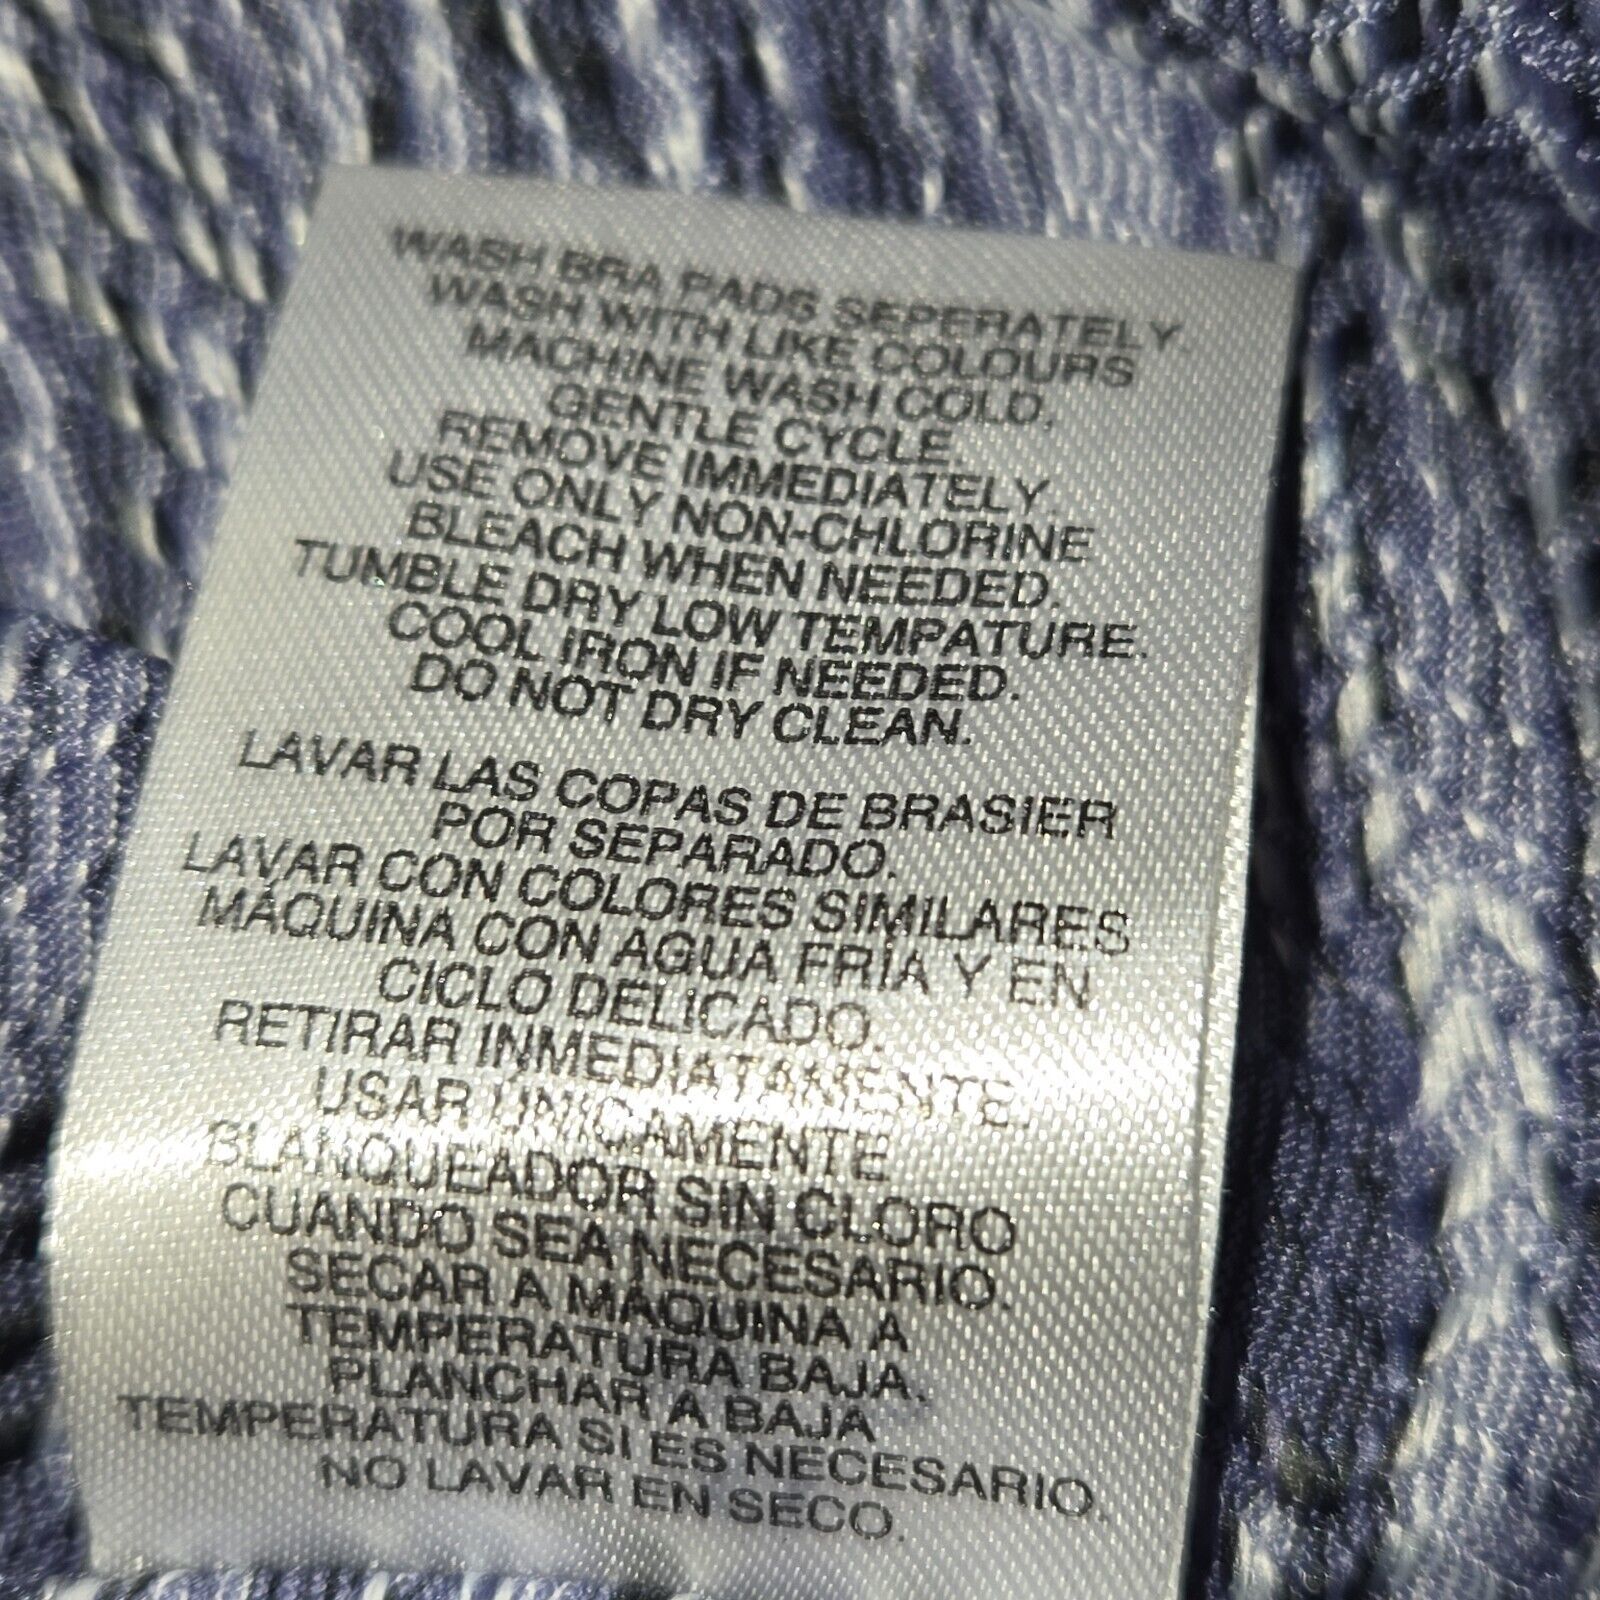 WASH BRA PADS SEPERATELY.
WASH WITH LIKE COLOURS
MACHINE WASH COLD.
GENTLE CYCLE.
REMOVE IMMEDIATELY.
USE ONLY NON-CHLORINE
BLEACH WHEN NEEDED.
TUMBLE DRY LOW TEMPATURE.
COOL IRON IF NEEDED.
DO NOT DRY CLEAN.
LAVAR LAS COPAS DE BRASIER
POR SEPARADO.
LAVAR CON COLORES SIMILARES
MAQUINA CON AGUA FRIA Y EN
CICLO DELICADO.
RETIRAR INMEDIATAMENTE.
USAR UNICAMENTE
BLANQUEADOR SIN CLORO
CUANDO SEA NECESARIO.
SECAR A MAQUINA A
TEMPERATURA BAJA.
PLANCHAR A BAJA
TEMPERATURA SI ES NECESARIO.
NO LAVAR EN SECO.